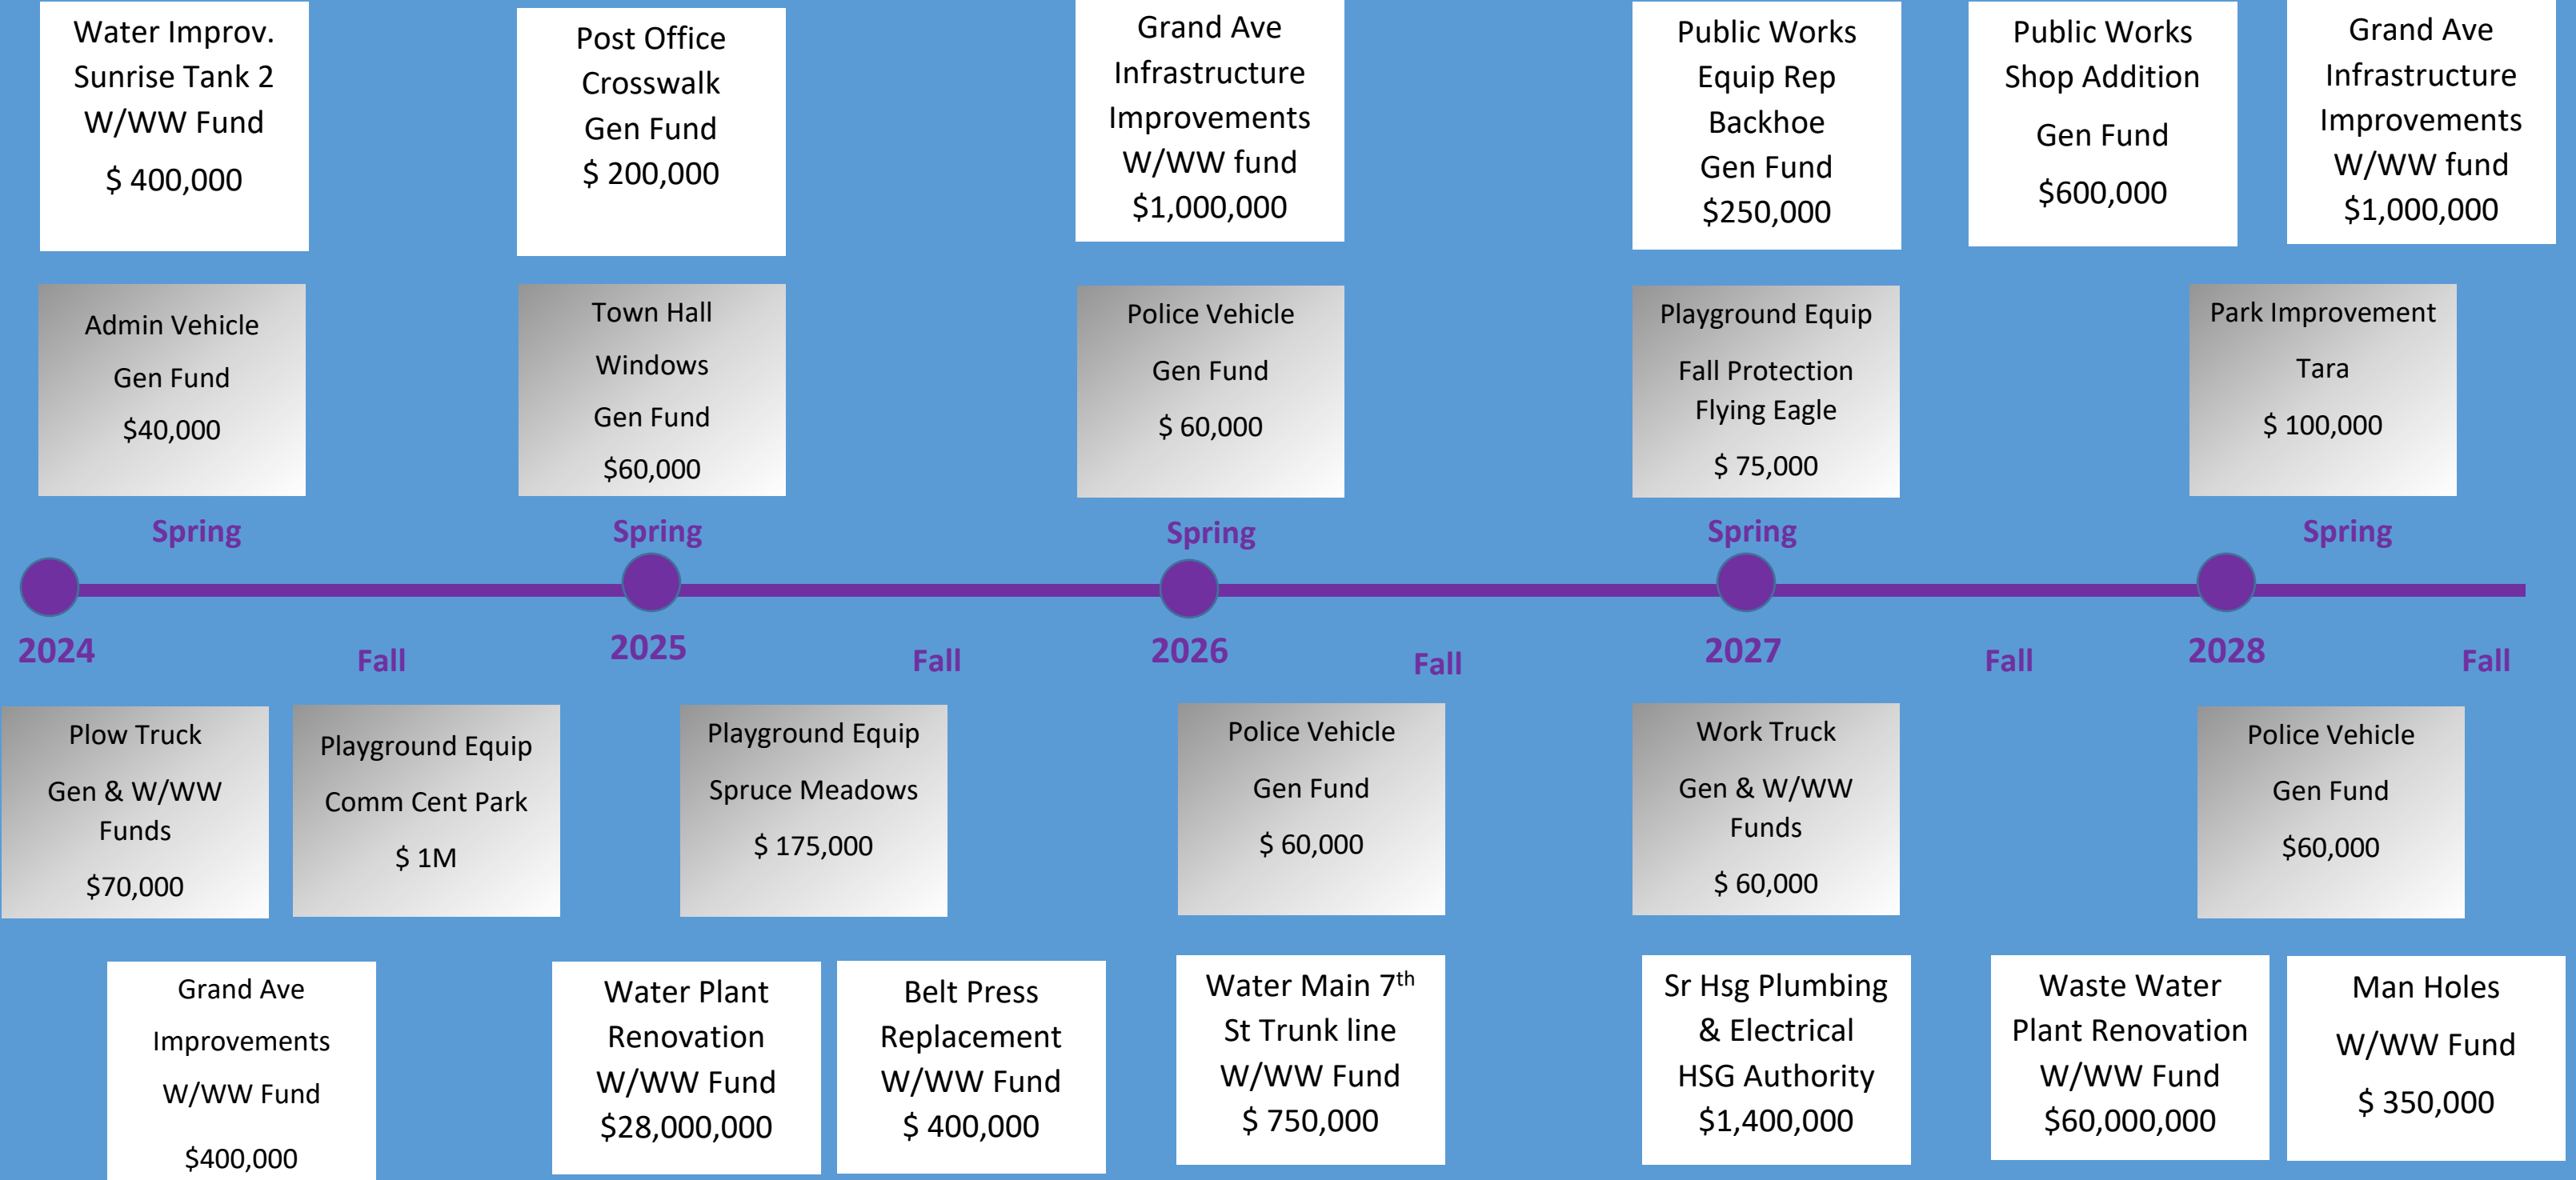 Water Improv.
Sunrise Tank 2
W/WW Fund
$ 400,000
Post Office
Crosswalk
Gen Fund
$ 200,000
Grand Ave
Infrastructure
Improvements
W/WW fund
$1,000,000
Public Works
Equip Rep
Backhoe
Gen Fund
$250,000
Public Works
Shop Addition
Gen Fund
$600,000
Grand Ave
Infrastructure
Improvements
W/WW fund
$1,000,000
Admin Vehicle
Gen Fund
$40,000
Town Hall
Windows
Gen Fund
$60,000
Police Vehicle
Gen Fund
$ 60,000
Playground Equip
Fall Protection
Flying Eagle
$ 75,000
Park Improvement
Tara
$ 100,000
Spring
Spring
Spring
Spring
Spring
2024
2025
2026
2027
2028
Fall
Fall
Fall
Fall
Fall
Plow Truck
Gen & W/WW
Funds
$70,000
Playground Equip
Comm Cent Park
$ 1M
Playground Equip
Spruce Meadows
$ 175,000
Police Vehicle
Gen Fund
$ 60,000
Work Truck
Gen & W/WW
Funds
$ 60,000
Police Vehicle
Gen Fund
$60,000
Grand Ave
Improvements
W/WW Fund
$400,000
Water Plant
Renovation
W/WW Fund
$28,000,000
Belt Press
Replacement
W/WW Fund
$ 400,000
Water Main 7th
St Trunk line
W/WW Fund
$ 750,000
Sr Hsg Plumbing
& Electrical
HSG Authority
$1,400,000
Waste Water
Plant Renovation
W/WW Fund
$60,000,000
Man Holes
W/WW Fund
$ 350,000